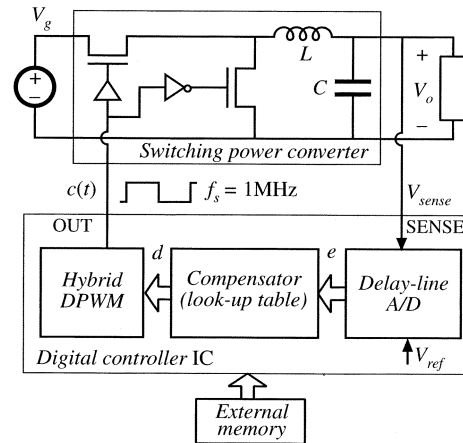 V_g
+
−
L
C
+
V_o
−
Switching power converter
c(t)
f_s = 1MHz
V_sense
OUT
SENSE
d
e
Hybrid
DPWM
Compensator
(look-up table)
Delay-line
A/D
Digital controller IC
V_ref
External
memory